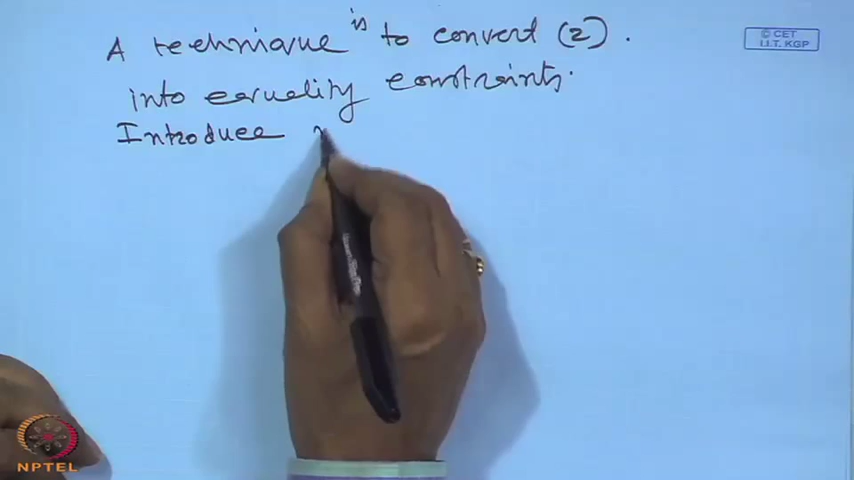 A technique is to convert (2).
© CET
I.I.T. KGP
into equality constraints.
Introduce
NPTEL